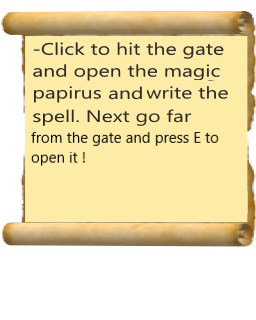 -Click to hit the gate
and open the magic
papirus and write the
spell. Next go far
from the gate and press E to
open it !